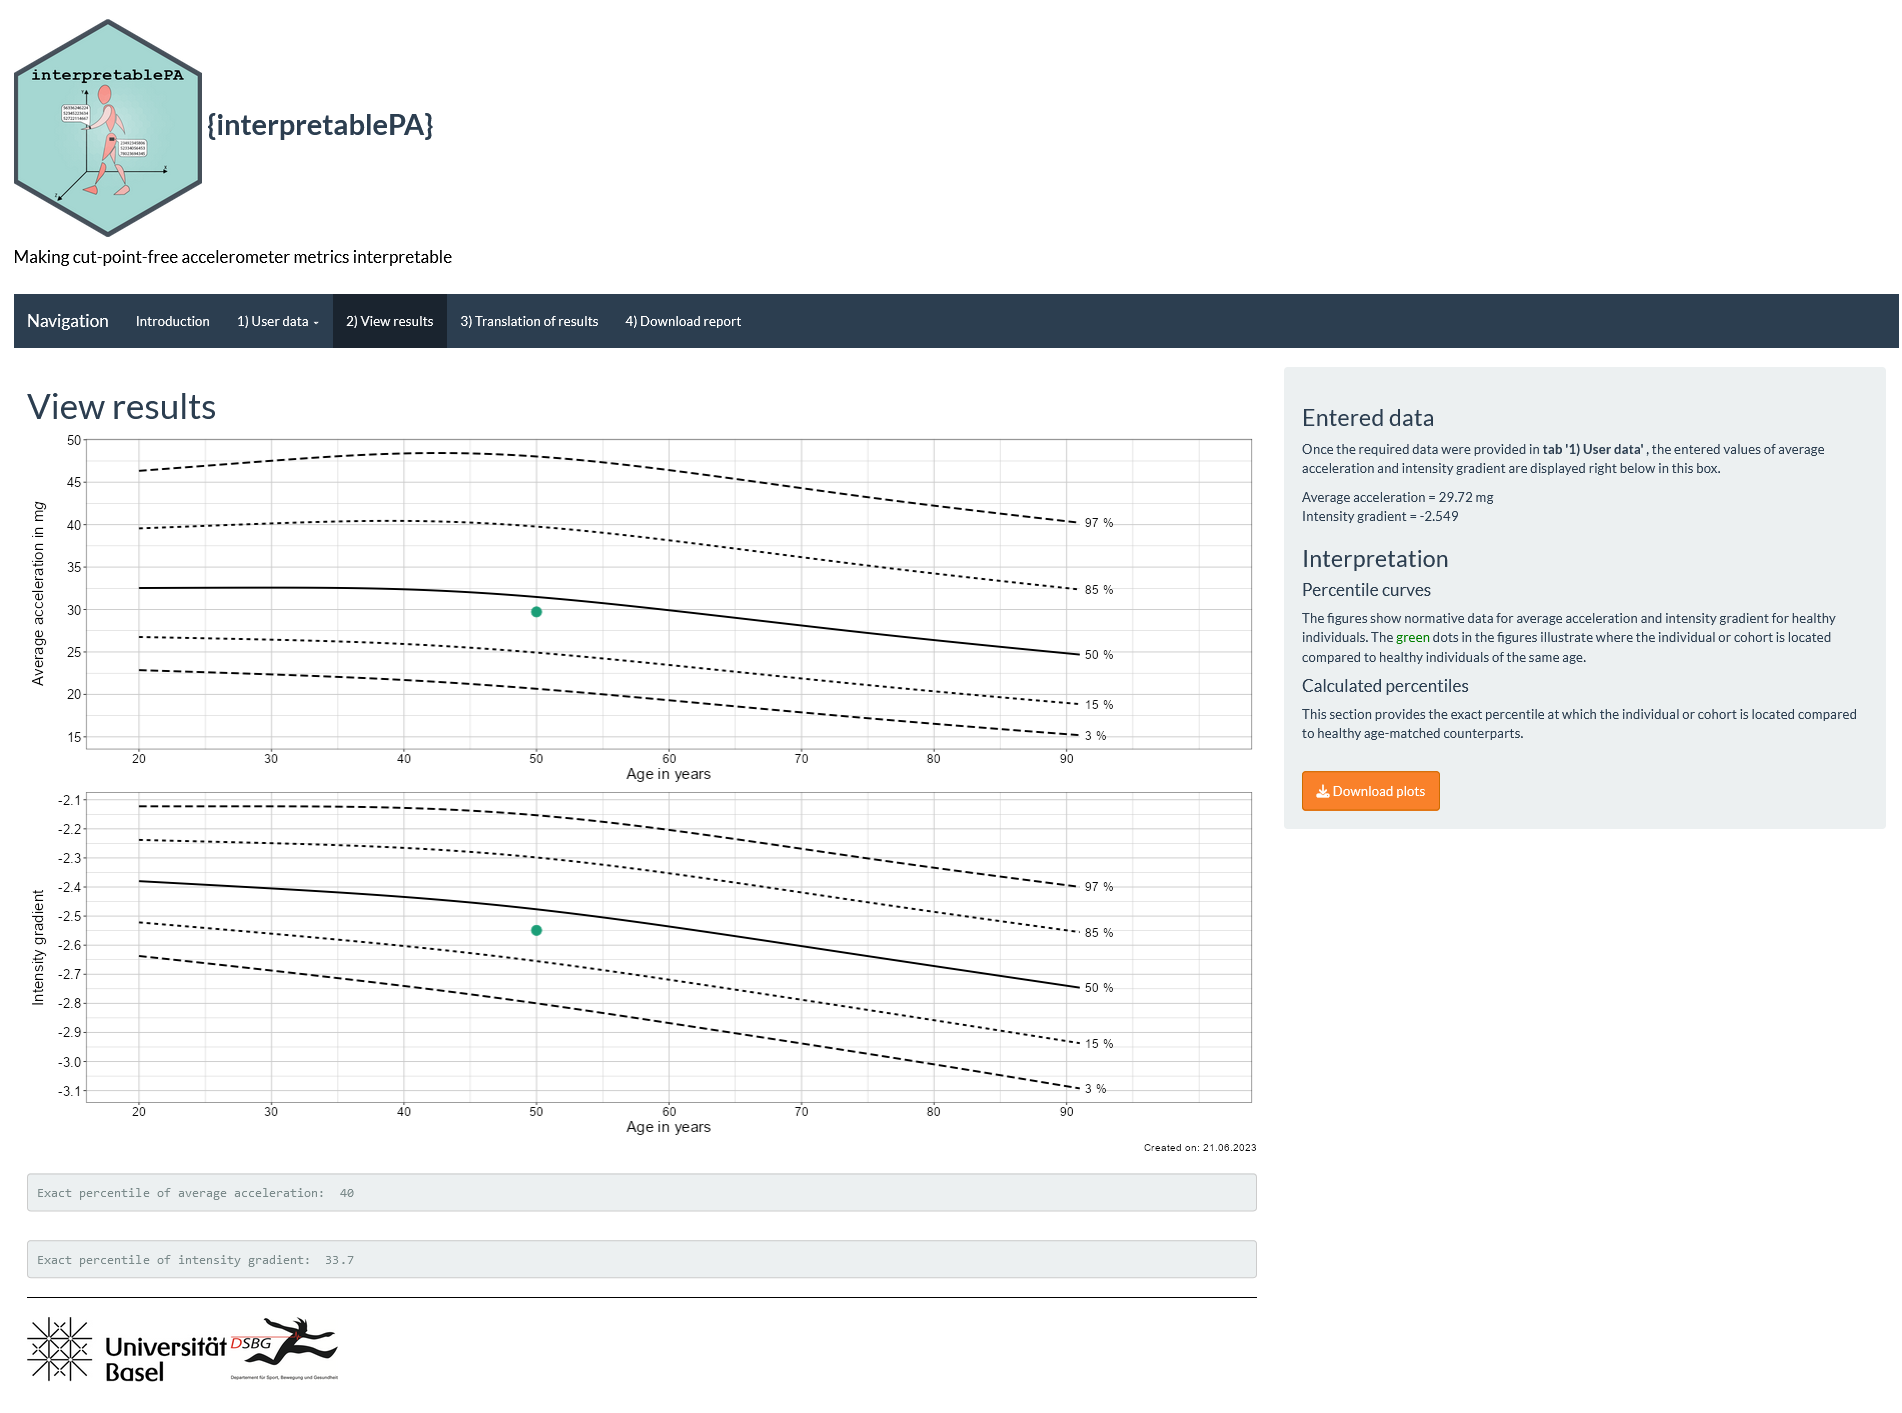 interpretablePA
{interpretablePA}
Making cut-point-free accelerometer metrics interpretable
Navigation Introduction 1) User data 2) View results 3) Translation of results 4) Download report
View results
50
45
40
35
30
25
20
15
Average acceleration in mg
97 %
85 %
50 %
15 %
3 %
20 30 40 50 60 70 80 90
Age in years
-2.1
-2.2
-2.3
-2.4
-2.5
-2.6
-2.7
-2.8
-2.9
-3.0
-3.1
Intensity gradient
97 %
85 %
50 %
15 %
3 %
20 30 40 50 60 70 80 90
Age in years
Created on: 21.06.2023
Exact percentile of average acceleration: 40
Exact percentile of intensity gradient: 33.7
Entered data
Once the required data were provided in tab '1) User data' , the entered values of average
acceleration and intensity gradient are displayed right below in this box.
Average acceleration = 29.72 mg
Intensity gradient = -2.549
Interpretation
Percentile curves
The figures show normative data for average acceleration and intensity gradient for healthy
individuals. The green dots in the figures illustrate where the individual or cohort is located
compared to healthy individuals of the same age.
Calculated percentiles
This section provides the exact percentile at which the individual or cohort is located compared
to healthy age-matched counterparts.
Download plots
Universität
Basel
DSBG
Departement für Sport, Bewegung und Gesundheit